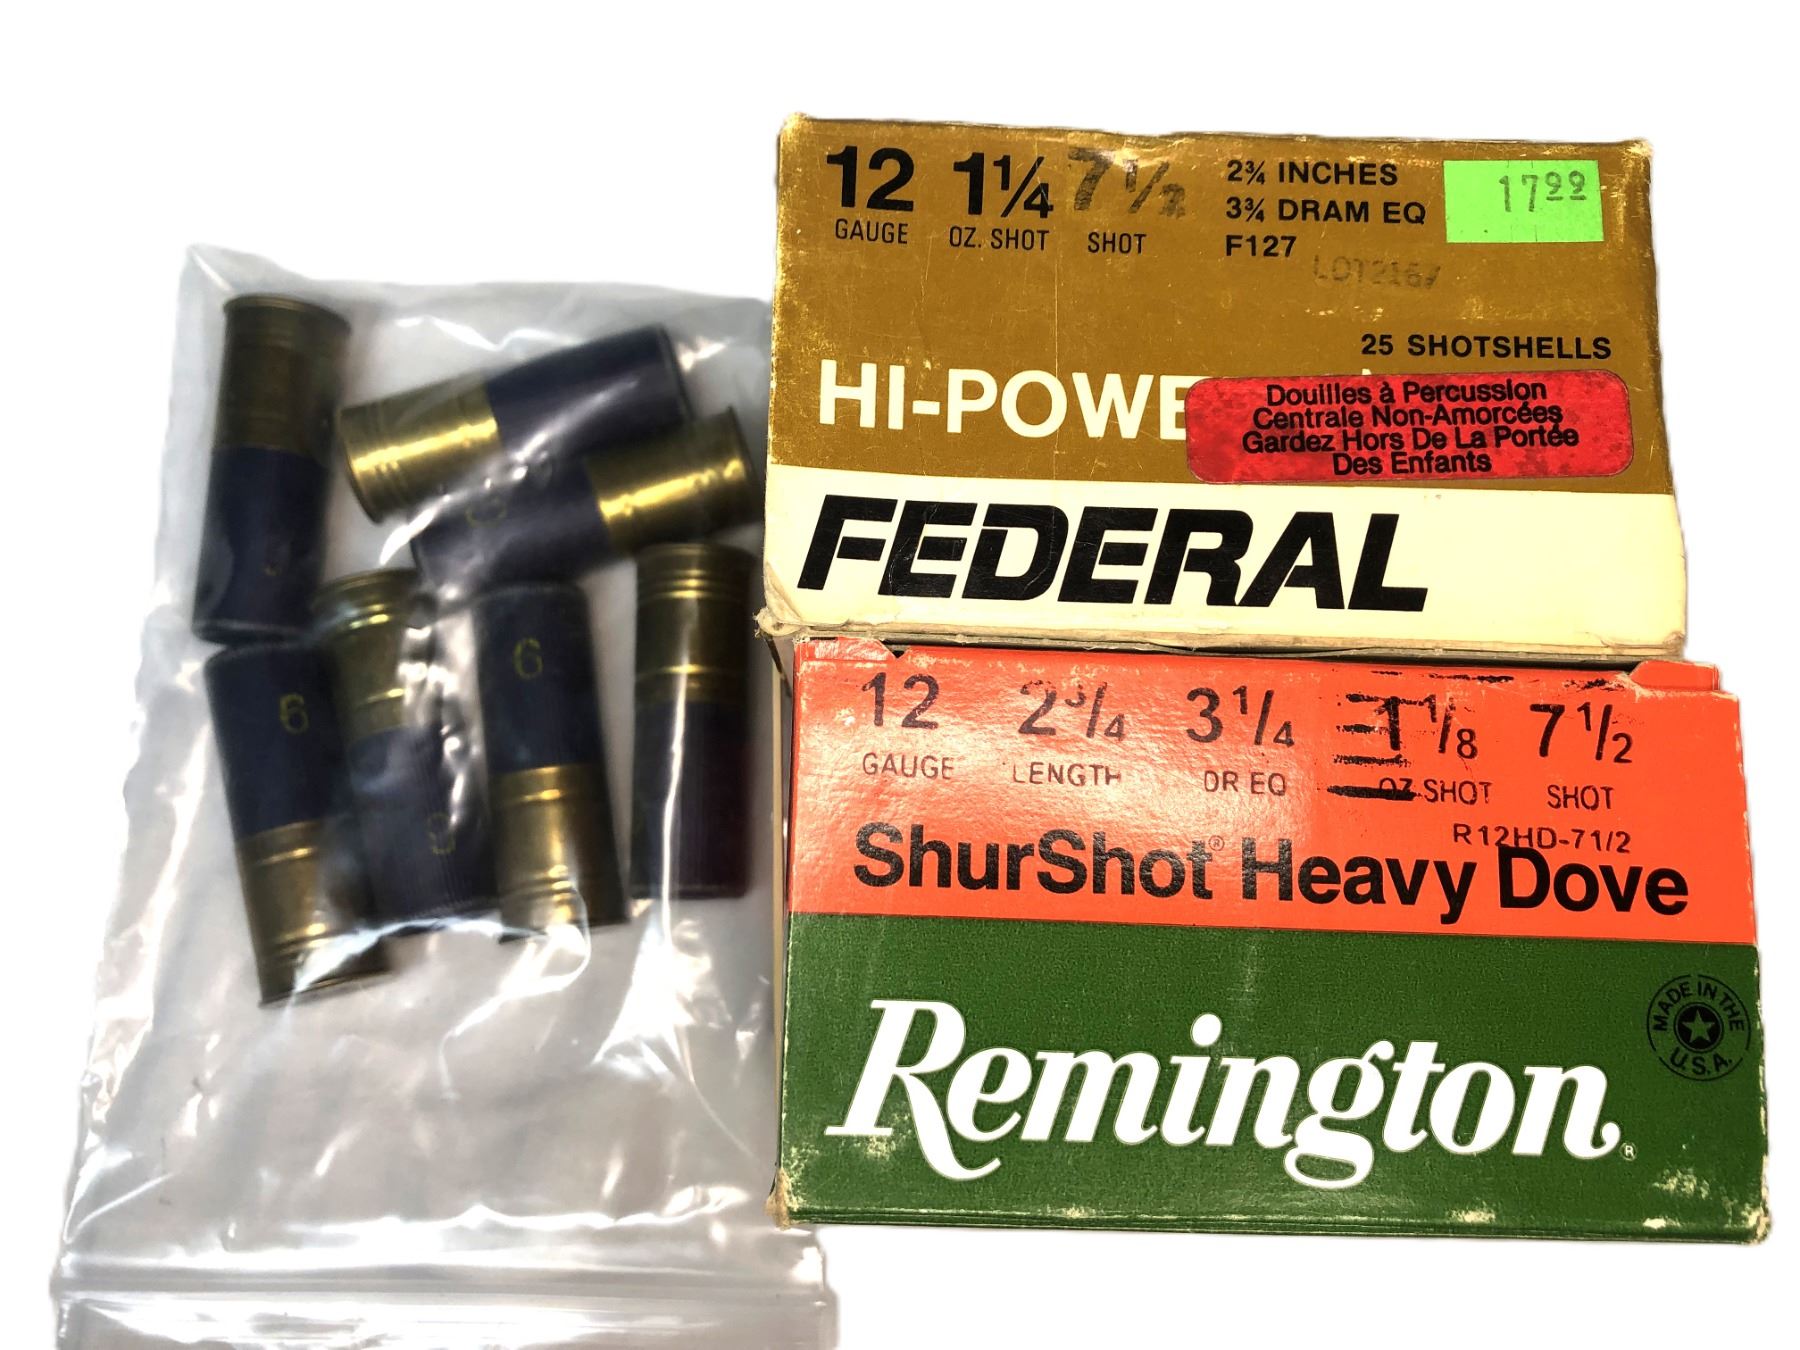 12 1¼ 7½
GAUGE OZ. SHOT SHOT
2¾ INCHES
3¾ DRAM EQ
F127
17⁹⁹
LOT2167
25 SHOTSHELLS
HI-POWE
Douilles à Percussion
Centrale Non-Amorcées
Gardez Hors De La Portée
Des Enfants
FEDERAL
12 2¾ 3¼ 1⅛ 7½
GAUGE LENGTH DR EQ OZ SHOT SHOT
R12HD-71/2
ShurShot® Heavy Dove
MADE IN THE
U.S.A.
Remington®
6
6
6